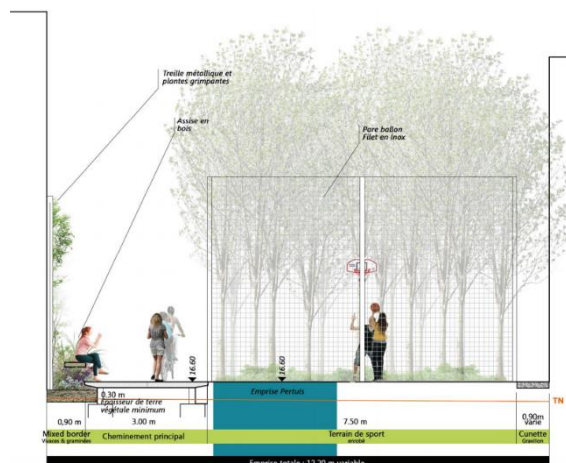 Treille métallique et
plantes grimpantes
Assise en
bois
Pare ballon
Filet en inox
16.60
16.60
0.30 m
Epaisseur de terre
végétale minimum
Emprise Pertuis
TN
0,90 m
3.00 m
7.50 m
0,90m
varie
Mixed border
Vivaces & graminées
Cheminement principal
Terrain de sport
enrobé
Cunette
Gravillon
Emprise totale : 12.20 m variable